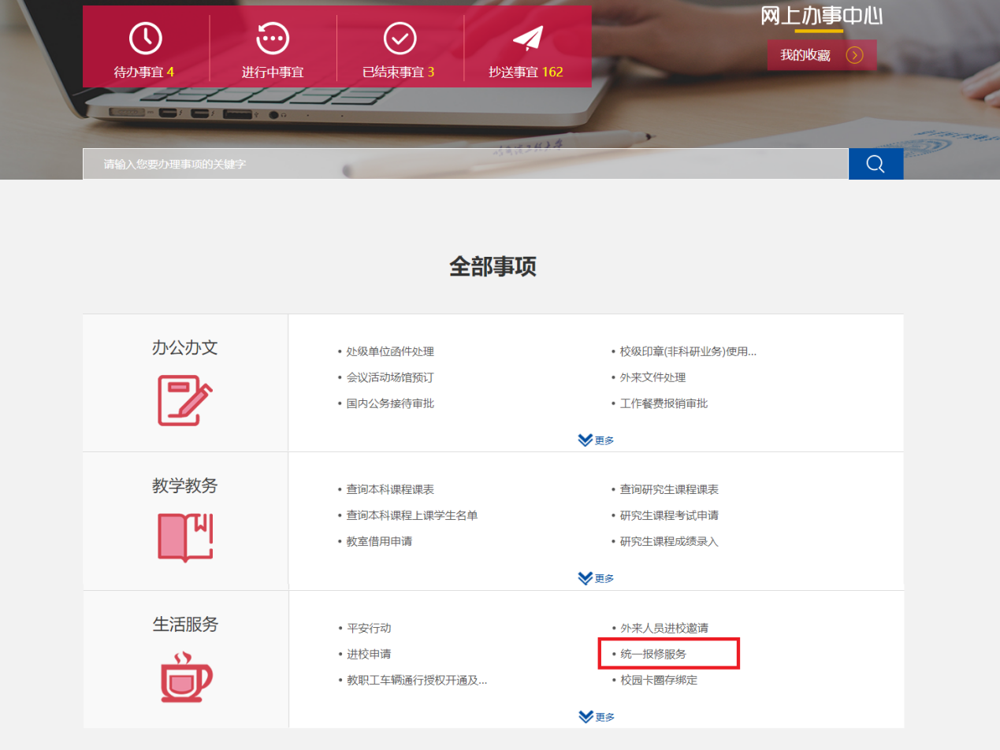 网上办事中心
我的收藏
待办事宜 4
进行中事宜
已结束事宜 3
抄送事宜 162
请输入您要办理事项的关键字
全部事项
办公办文
• 处级单位函件处理
• 校级印章(非科研业务)使用...
• 会议活动场馆预订
• 外来文件处理
• 国内公务接待审批
• 工作餐费报销审批
更多
教学教务
• 查询本科课程课表
• 查询研究生课程课表
• 查询本科课程上课学生名单
• 研究生课程考试申请
• 教室借用申请
• 研究生课程成绩录入
更多
生活服务
• 平安行动
• 外来人员进校邀请
• 进校申请
• 统一报修服务
• 教职工车辆通行授权开通及...
• 校园卡圈存绑定
更多